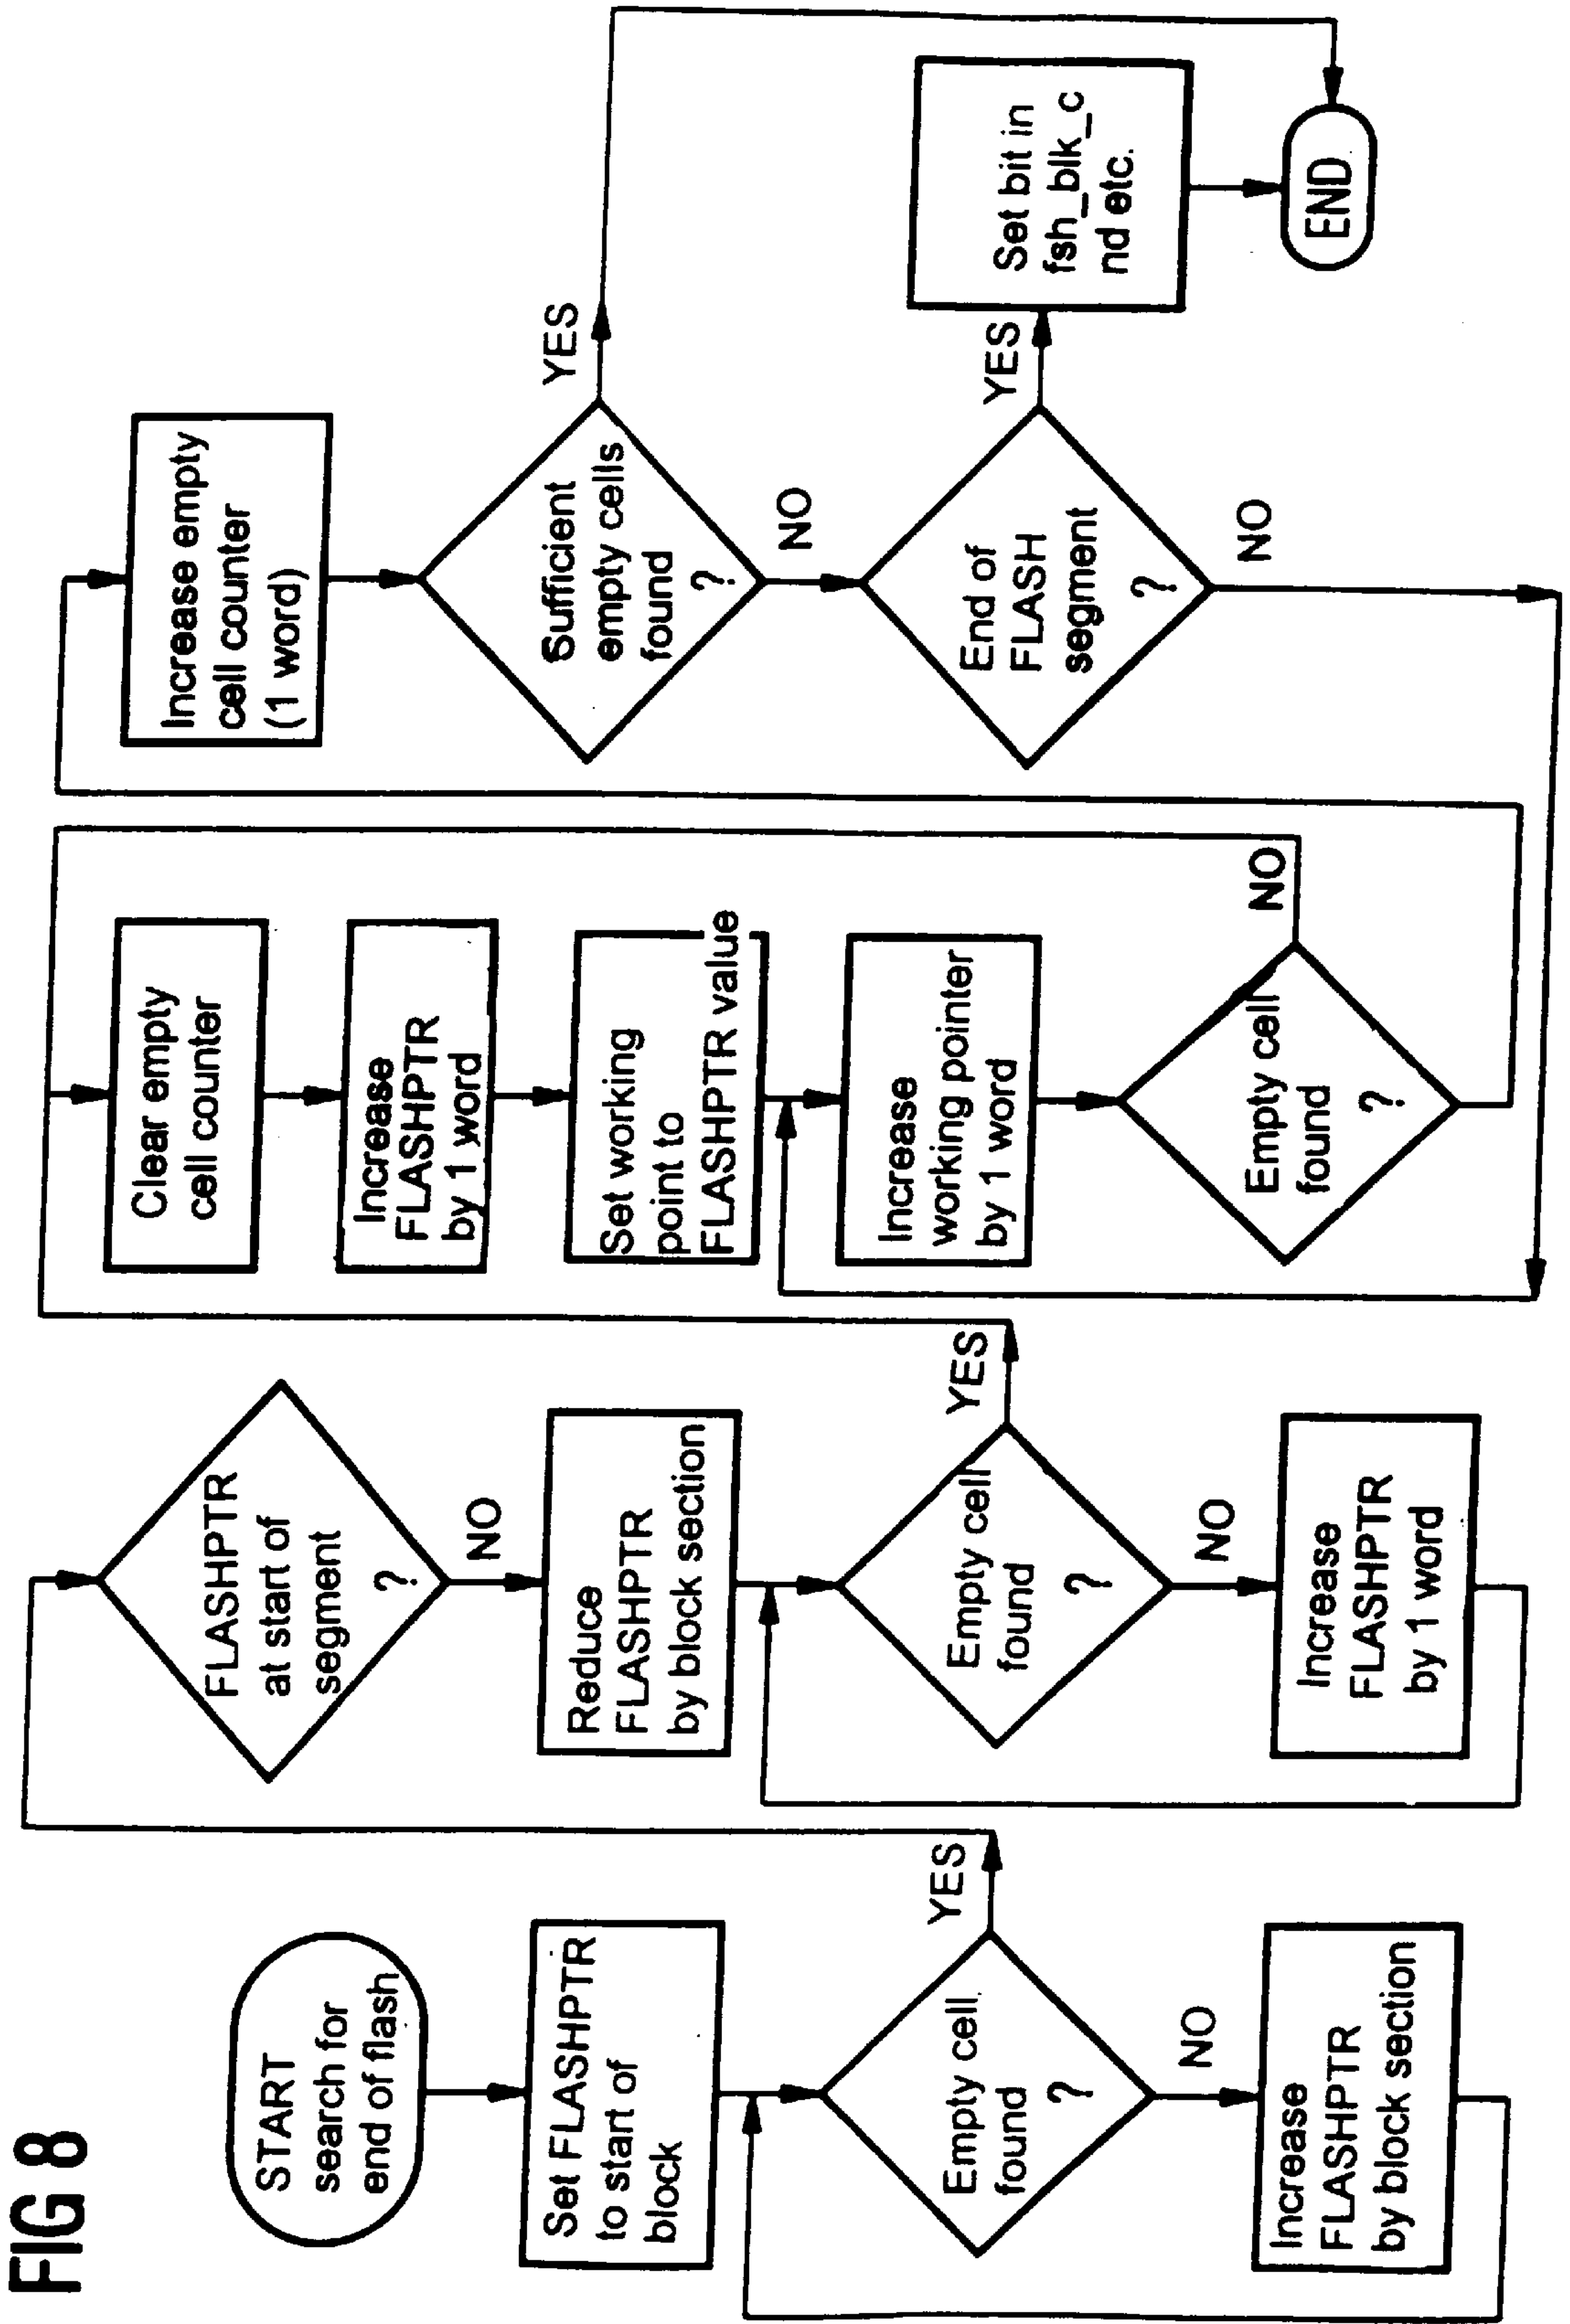 FIG 8
START
search for
end of flash
Set FLASHPTR
to start of
block
Empty cell
found
?
YES
NO
Increase
FLASHPTR
by block section
FLASHPTR
at start of
segment
?
NO
Reduce
FLASHPTR
by block section
Empty cell
found
?
YES
NO
Increase
FLASHPTR
by 1 word
Clear empty
cell counter
Increase
FLASHPTR
by 1 word
Set working
point to
FLASHPTR value
Increase
working pointer
by 1 word
Empty cell
found
?
NO
Increase empty
cell counter
(1 word)
Sufficient
empty cells
found
?
YES
NO
End of
FLASH
segment
?
YES
NO
Set bit in
fsh_blk_c
nd etc.
END